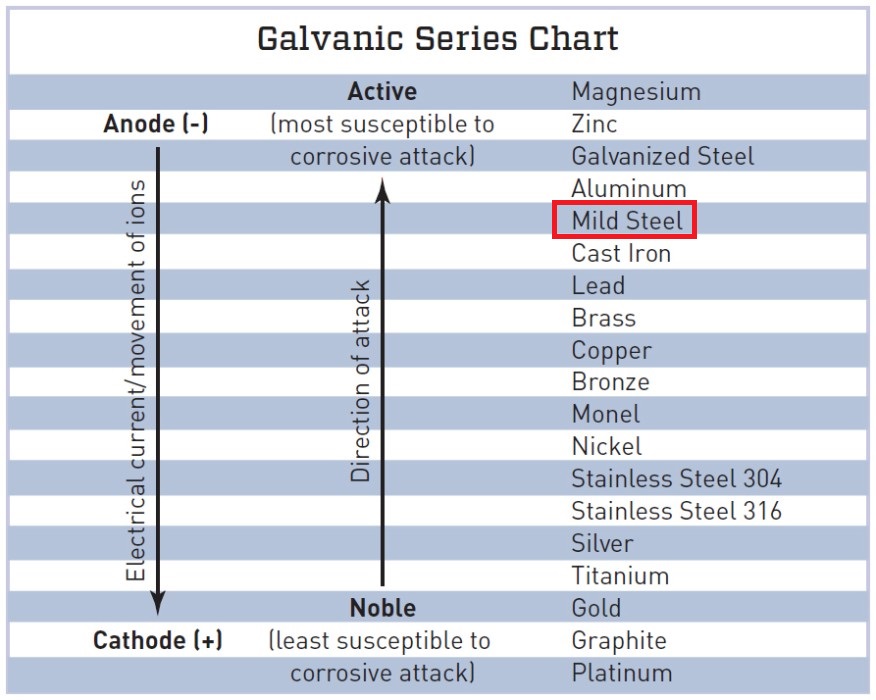 Galvanic Series Chart
Active Magnesium
Anode (-) (most susceptible to Zinc
corrosive attack) Galvanized Steel
Aluminum
Mild Steel
Cast Iron
Lead
Brass
Copper
Bronze
Monel
Nickel
Stainless Steel 304
Stainless Steel 316
Silver
Titanium
Electrical current/movement of ions
Direction of attack
Noble Gold
Cathode (+) (least susceptible to Graphite
corrosive attack) Platinum